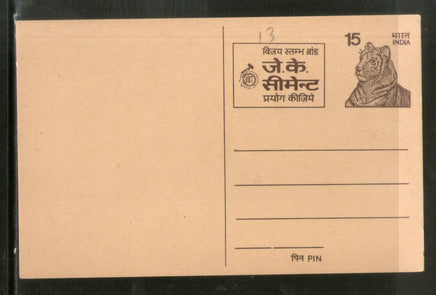 13
विजय स्तम्भ ब्रांड
जे.के.
सीमेन्ट
प्रयोग कीजिये
15
भारत
INDIA
पिन PIN